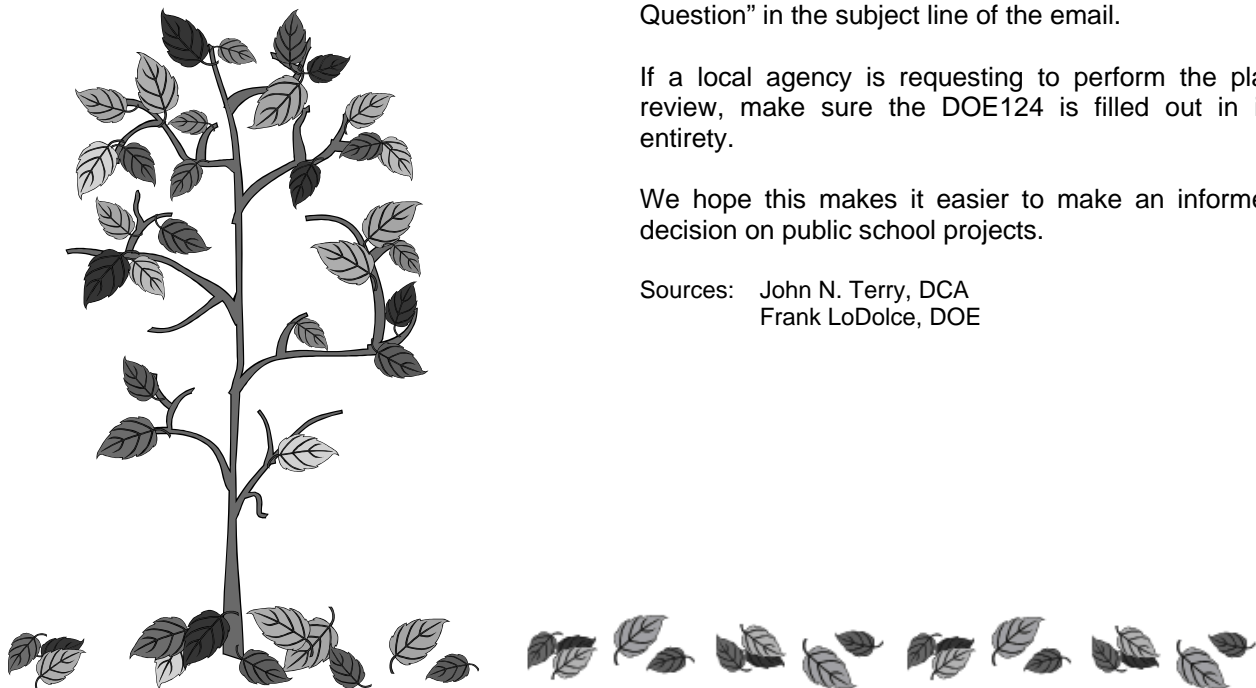 Question” in the subject line of the email.
If a local agency is requesting to perform the
review, make sure the DOE124 is filled out in
entirety.
We hope this makes it easier to make an
decision on public school projects.
Sources: John N. Terry, DCA
Frank LoDolce, DOE